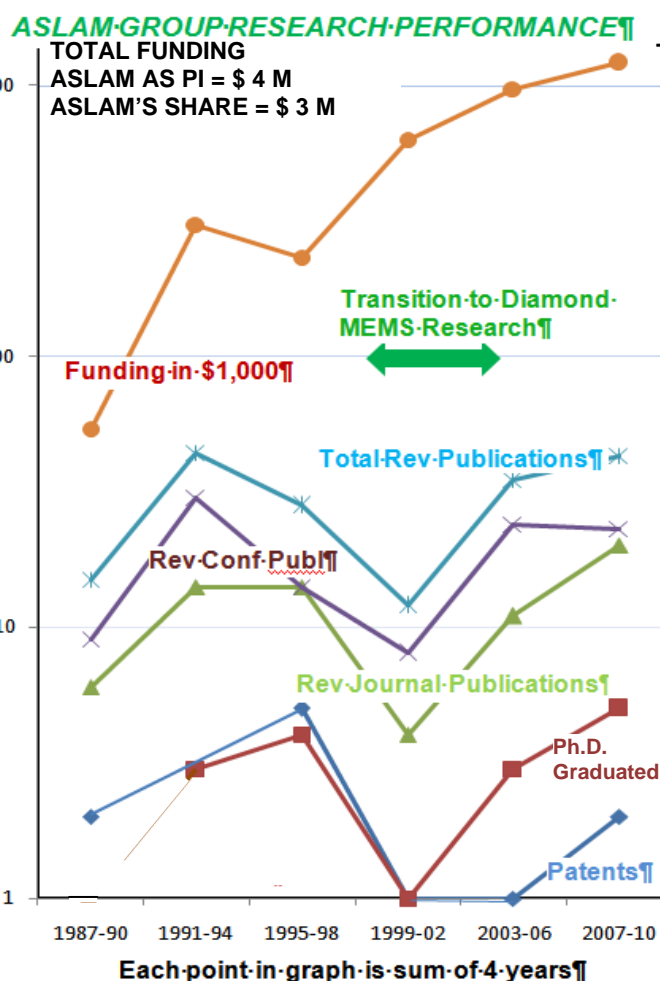 ASLAM·GROUP·RESEARCH·PERFORMANCE¶
TOTAL FUNDING
ASLAM AS PI = $ 4 M
ASLAM'S SHARE = $ 3 M
00
Transition·to·Diamond·
MEMS·Research¶
00
Funding·in·$1,000¶
Total·Rev·Publications¶
Rev·Conf·Publ¶
10
Rev·Journal·Publications¶
Ph.D.
Graduated
Patents¶
1
1987-90 1991-94 1995-98 1999-02 2003-06 2007-10
Each·point·in·graph·is·sum·of·4·years¶